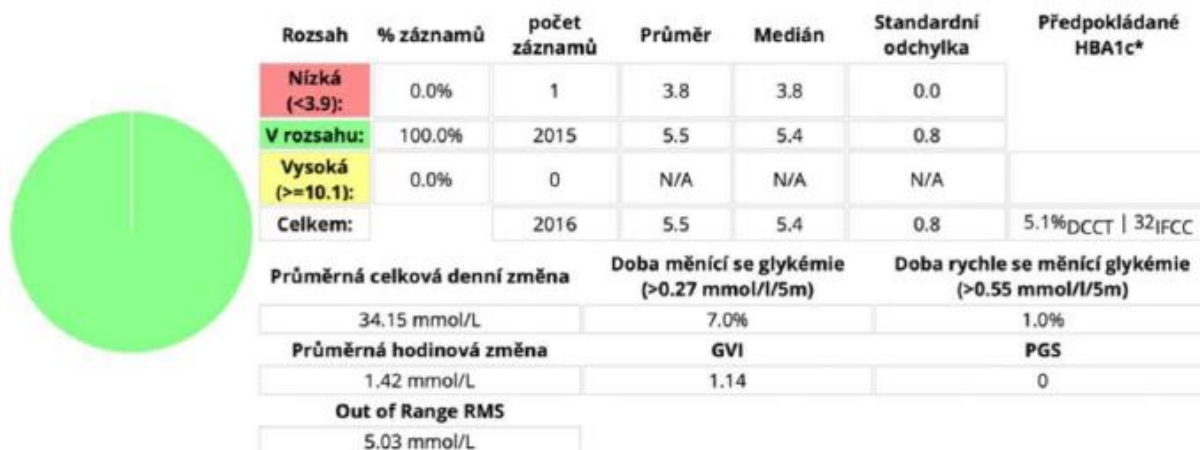 Rozsah % záznamů počet záznamů Průměr Medián Standardní odchylka Předpokládané HBA1c*
Nízká (<3.9): 0.0% 1 3.8 3.8 0.0
V rozsahu: 100.0% 2015 5.5 5.4 0.8
Vysoká (>=10.1): 0.0% 0 N/A N/A N/A
Celkem: 2016 5.5 5.4 0.8 5.1%DCCT | 32IFCC
Průměrná celková denní změna Doba měnící se glykémie (>0.27 mmol/l/5m) Doba rychle se měnící glykémie (>0.55 mmol/l/5m)
34.15 mmol/L 7.0% 1.0%
Průměrná hodinová změna GVI PGS
1.42 mmol/L 1.14 0
Out of Range RMS
5.03 mmol/L